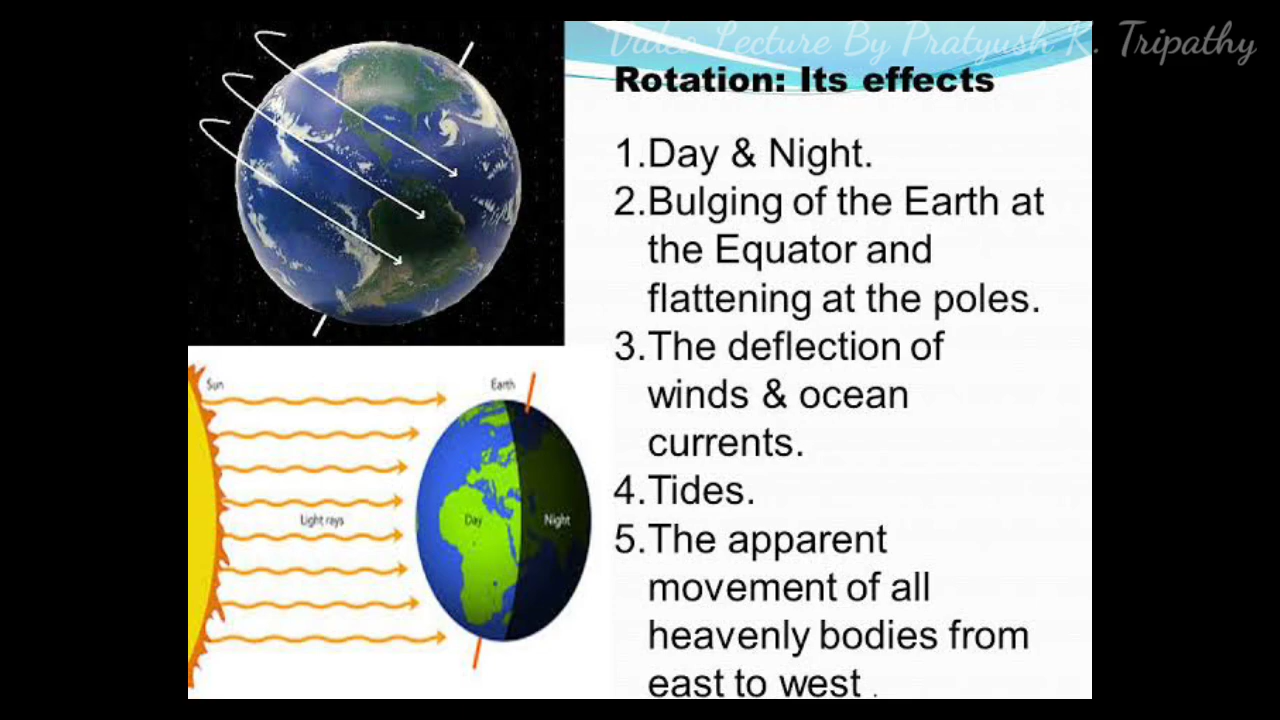 Video Lecture By Pratyush K. Tripathy
Rotation: Its effects
1.Day & Night.
2.Bulging of the Earth at
the Equator and
flattening at the poles.
3.The deflection of
winds & ocean
currents.
4.Tides.
5.The apparent
movement of all
heavenly bodies from
east to west .
Sun
Earth
Light rays
Day
Night